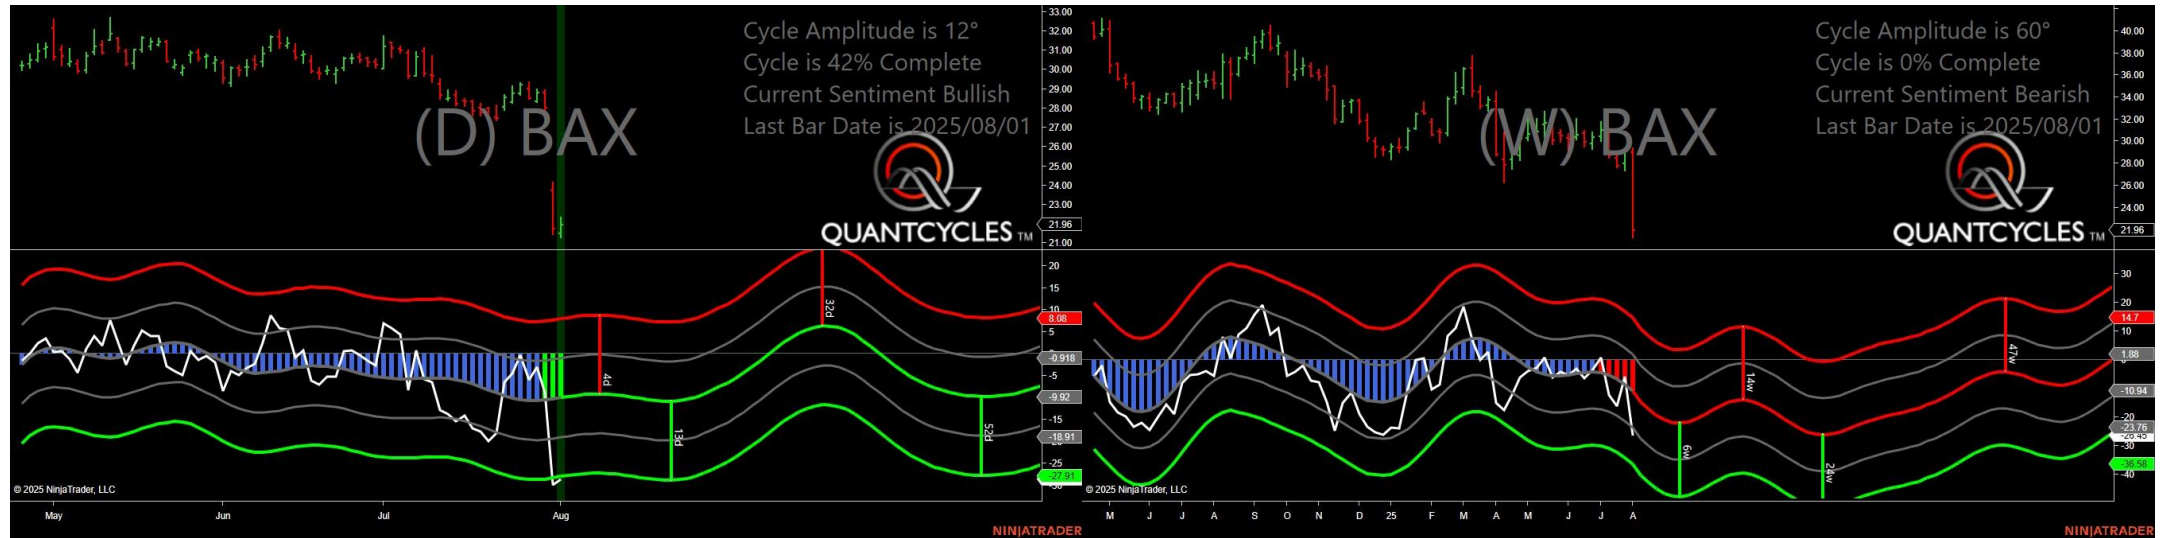 Cycle Amplitude is 12°
Cycle is 42% Complete
Current Sentiment Bullish
Last Bar Date is 2025/08/01
(D) BAX
QUANTCYCLES TM
33.00
32.00
31.00
30.00
29.00
28.00
27.00
26.00
25.00
24.00
23.00
21.96
21.00
20
15
10
8.08
5
-0.918
-5
-9.92
-15
-18.91
-25
-27.91
4d
13d
32d
52d
© 2025 NinjaTrader, LLC
May Jun Jul Aug
NINJATRADER
Cycle Amplitude is 60°
Cycle is 0% Complete
Current Sentiment Bearish
Last Bar Date is 2025/08/01
(W) BAX
QUANTCYCLES TM
40.00
38.00
36.00
34.00
32.00
30.00
28.00
26.00
24.00
21.96
30
20
14.7
10
1.88
-10.94
-20
-23.76
-30
-36.58
-40
6w
14w
24w
47w
© 2025 NinjaTrader, LLC
M J J A S O N D 25 F M A M J J A
NINJATRADER